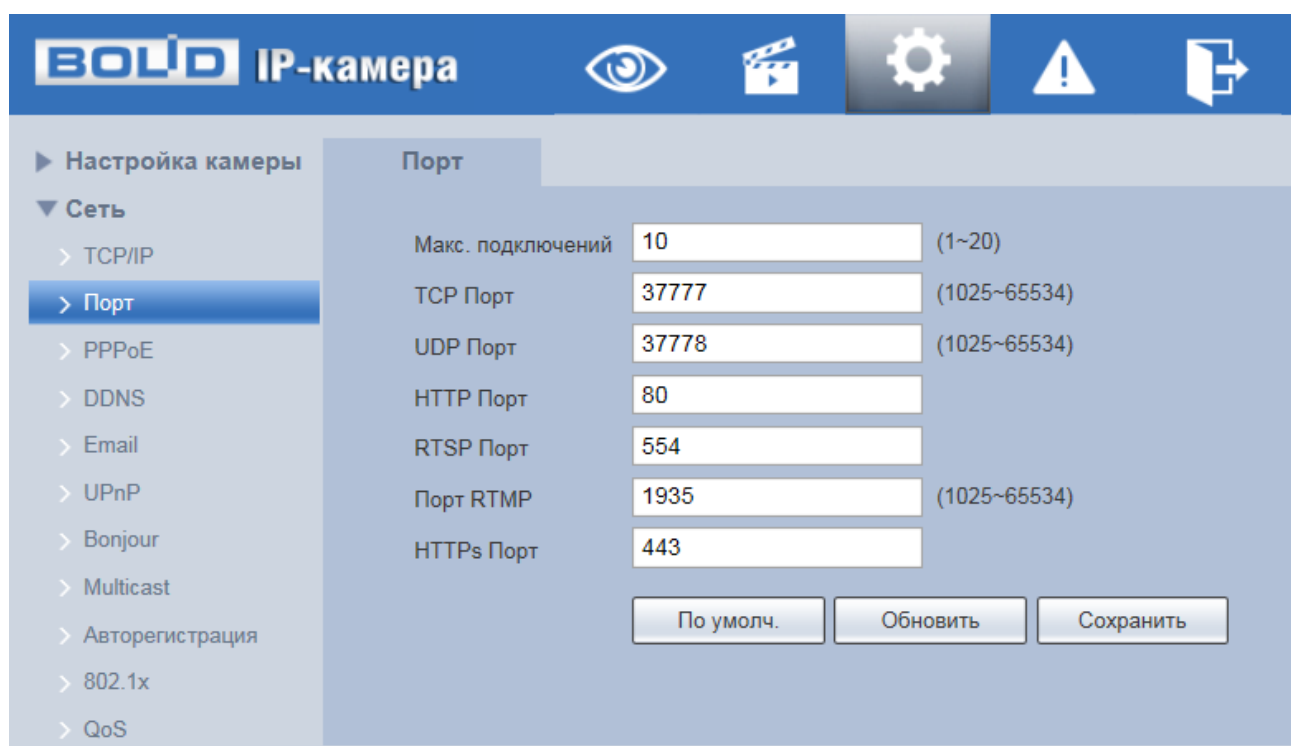 BOLID IP-камера
Настройка камеры
Сеть
TCP/IP
Порт
PPPoE
DDNS
Email
UPnP
Bonjour
Multicast
Авторегистрация
802.1x
QoS
Порт
Макс. подключений 10 (1~20)
TCP Порт 37777 (1025~65534)
UDP Порт 37778 (1025~65534)
HTTP Порт 80
RTSP Порт 554
Порт RTMP 1935 (1025~65534)
HTTPs Порт 443
По умолч. Обновить Сохранить